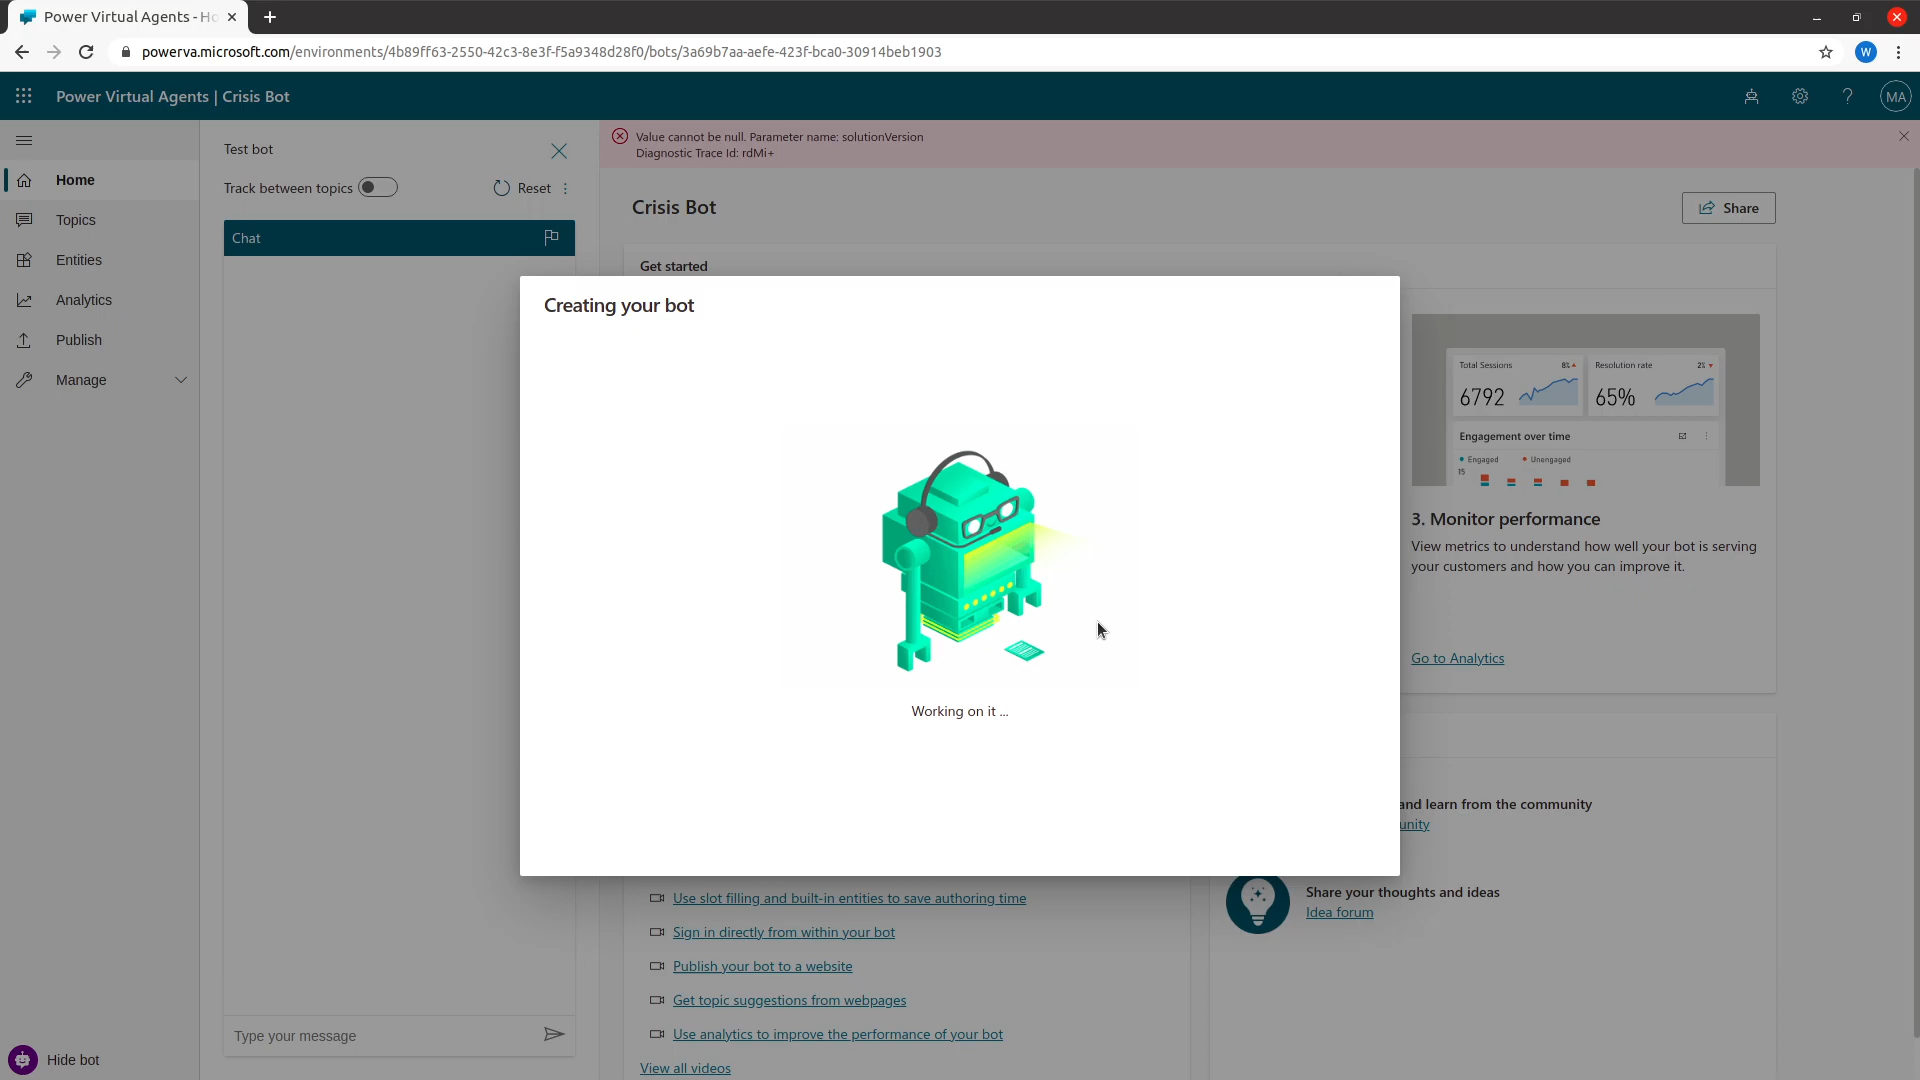 Power Virtual Agents - Ho
powerva.microsoft.com/environments/4b89ff63-2550-42c3-8e3f-f5a9348d28f0/bots/3a69b7aa-aefe-423f-bca0-30914beb1903
W
Power Virtual Agents | Crisis Bot
MA
Home
Topics
Entities
Analytics
Publish
Manage
Hide bot
Test bot
Track between topics
Reset
Chat
Type your message
Value cannot be null. Parameter name: solutionVersion
Diagnostic Trace Id: rdMi+
Crisis Bot
Share
Get started
Creating your bot
Working on it ...
Total Sessions
8%
6792
Resolution rate
2%
65%
Engagement over time
Engaged
Unengaged
15
3. Monitor performance
View metrics to understand how well your bot is serving
your customers and how you can improve it.
Go to Analytics
and learn from the community
unity
Use slot filling and built-in entities to save authoring time
Sign in directly from within your bot
Publish your bot to a website
Get topic suggestions from webpages
Use analytics to improve the performance of your bot
View all videos
Share your thoughts and ideas
Idea forum